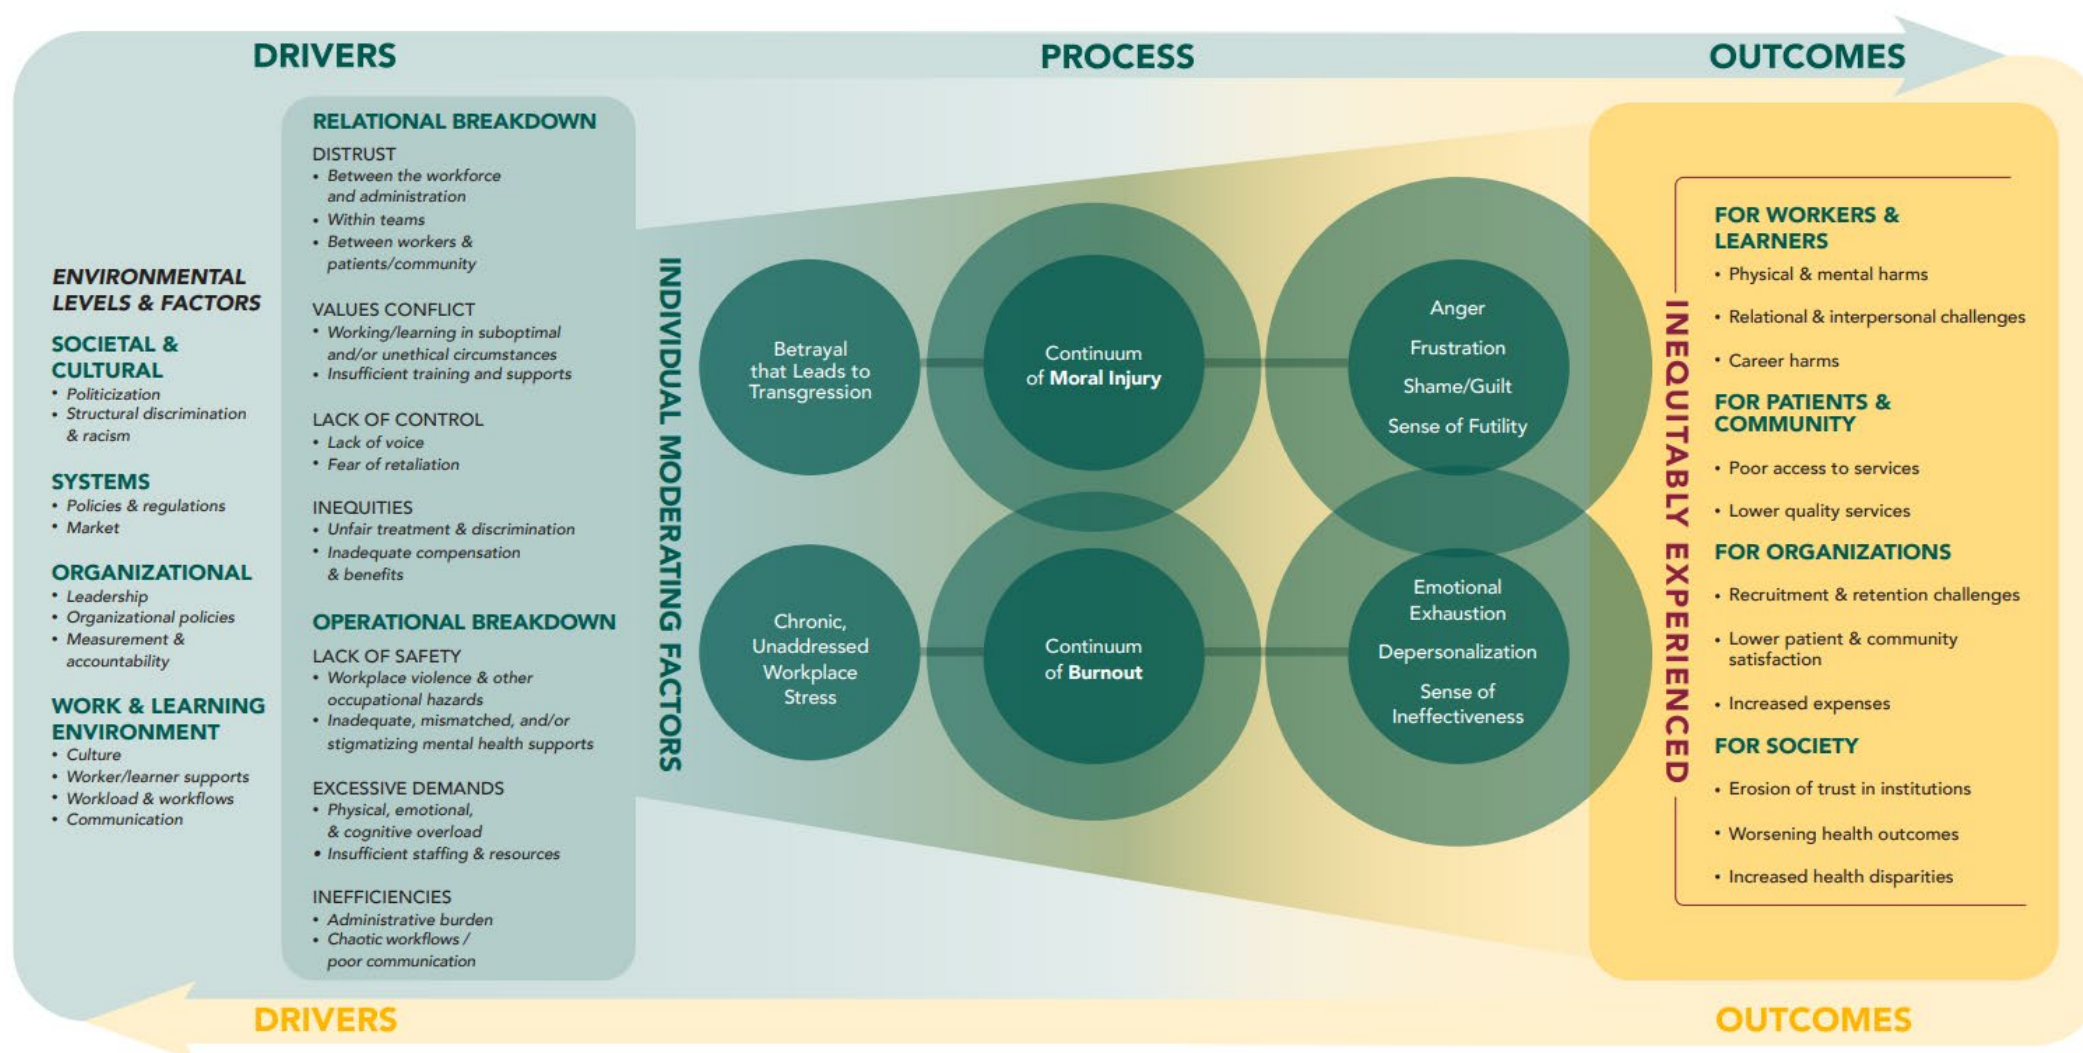 DRIVERS
PROCESS
OUTCOMES
ENVIRONMENTAL
LEVELS & FACTORS
SOCIETAL &
CULTURAL
• Politicization
• Structural discrimination
& racism
SYSTEMS
• Policies & regulations
• Market
ORGANIZATIONAL
• Leadership
• Organizational policies
• Measurement &
accountability
WORK & LEARNING
ENVIRONMENT
• Culture
• Worker/learner supports
• Workload & workflows
• Communication
RELATIONAL BREAKDOWN
DISTRUST
• Between the workforce
and administration
• Within teams
• Between workers &
patients/community
VALUES CONFLICT
• Working/learning in suboptimal
and/or unethical circumstances
• Insufficient training and supports
LACK OF CONTROL
• Lack of voice
• Fear of retaliation
INEQUITIES
• Unfair treatment & discrimination
• Inadequate compensation
& benefits
OPERATIONAL BREAKDOWN
LACK OF SAFETY
• Workplace violence & other
occupational hazards
• Inadequate, mismatched, and/or
stigmatizing mental health supports
EXCESSIVE DEMANDS
• Physical, emotional,
& cognitive overload
• Insufficient staffing & resources
INEFFICIENCIES
• Administrative burden
• Chaotic workflows /
poor communication
INDIVIDUAL MODERATING FACTORS
Betrayal
that Leads to
Transgression
Continuum
of Moral Injury
Anger
Frustration
Shame/Guilt
Sense of Futility
Chronic,
Unaddressed
Workplace
Stress
Continuum
of Burnout
Emotional
Exhaustion
Depersonalization
Sense of
Ineffectiveness
INEQUITABLY EXPERIENCED
FOR WORKERS &
LEARNERS
• Physical & mental harms
• Relational & interpersonal challenges
• Career harms
FOR PATIENTS &
COMMUNITY
• Poor access to services
• Lower quality services
FOR ORGANIZATIONS
• Recruitment & retention challenges
• Lower patient & community
satisfaction
• Increased expenses
FOR SOCIETY
• Erosion of trust in institutions
• Worsening health outcomes
• Increased health disparities
DRIVERS
OUTCOMES